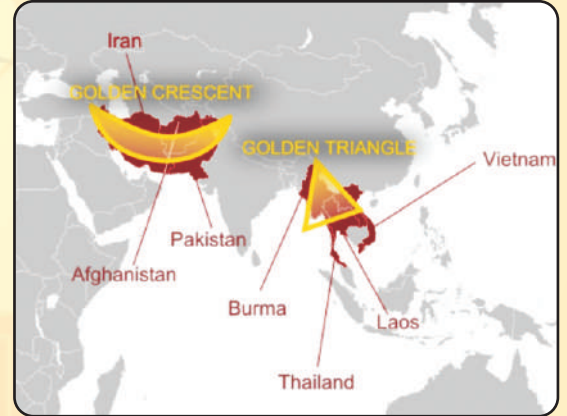 Iran
GOLDEN CRESCENT
GOLDEN TRIANGLE
Vietnam
Pakistan
Afghanistan
Burma
Laos
Thailand